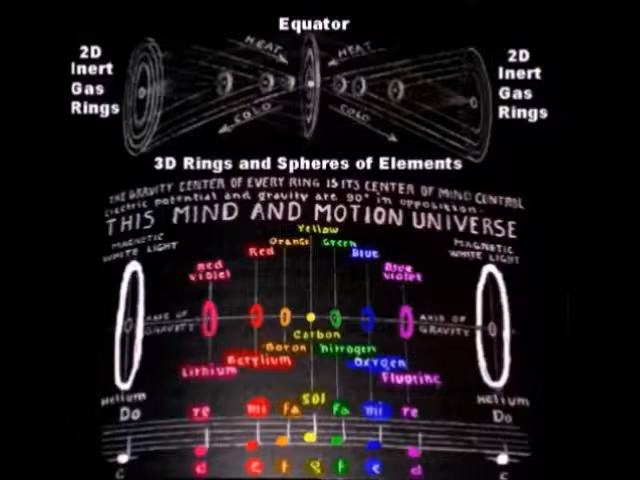 Equator
2D
Inert
Gas
Rings
HEAT
HEAT
2D
Inert
Gas
Rings
COLD
COLD
3D Rings and Spheres of Elements
THE GRAVITY CENTER OF EVERY RING IS ITS CENTER OF MIND CONTROL
Electric potential and gravity are 90° in opposition.
THIS MIND AND MOTION UNIVERSE
MAGNETIC
WHITE LIGHT
Red
violet
Red
Orange
Yellow
Green
Blue
Blue
violet
MAGNETIC
WHITE LIGHT
AXIS OF
GRAVITY
AXIS OF
GRAVITY
Carbon
Boron
Nitrogen
Berylium
Oxygen
Lithium
Fluorine
Helium
Helium
Do
re
mi
Fa
Sol
Fa
mi
re
Do
c
d
e
f
g
f
e
d
c